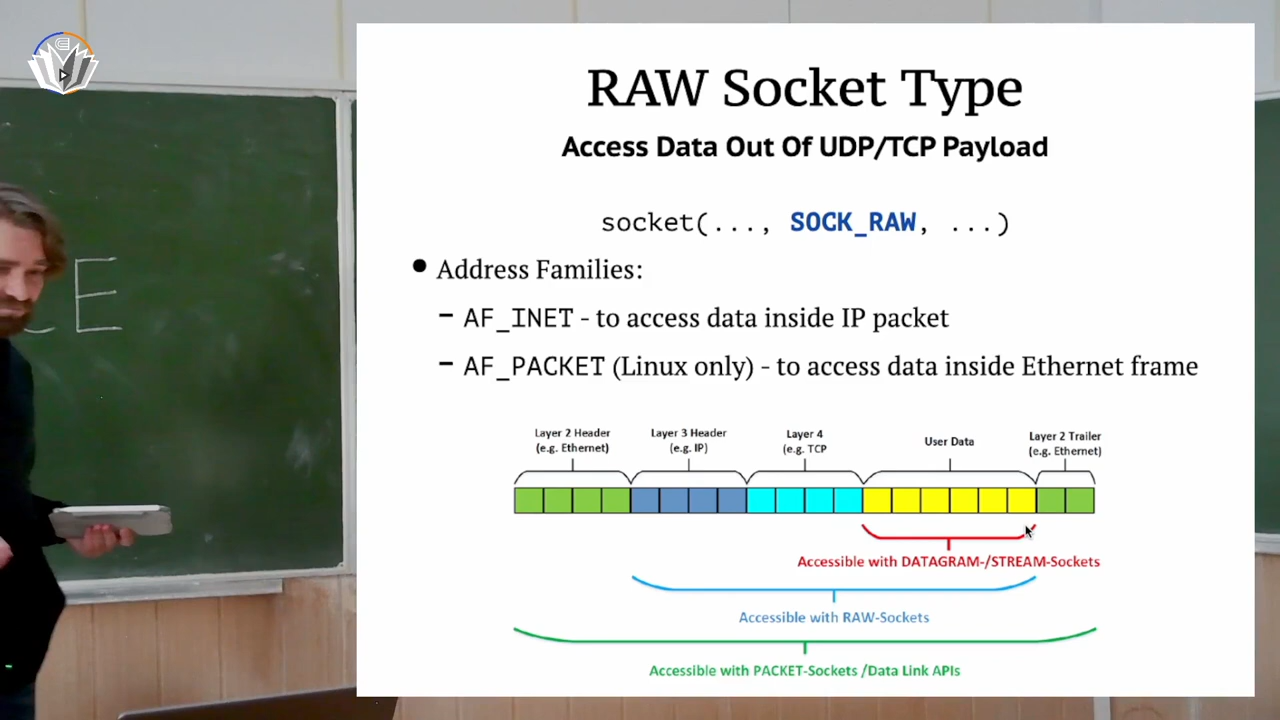 RAW Socket Type
Access Data Out Of UDP/TCP Payload
socket(..., SOCK_RAW, ...)
● Address Families:
– AF_INET - to access data inside IP packet
– AF_PACKET (Linux only) - to access data inside Ethernet frame
Layer 2 Header
(e.g. Ethernet)
Layer 3 Header
(e.g. IP)
Layer 4
(e.g. TCP
User Data
Layer 2 Trailer
(e.g. Ethernet)
Accessible with DATAGRAM-/STREAM-Sockets
Accessible with RAW-Sockets
Accessible with PACKET-Sockets /Data Link APIs
CE